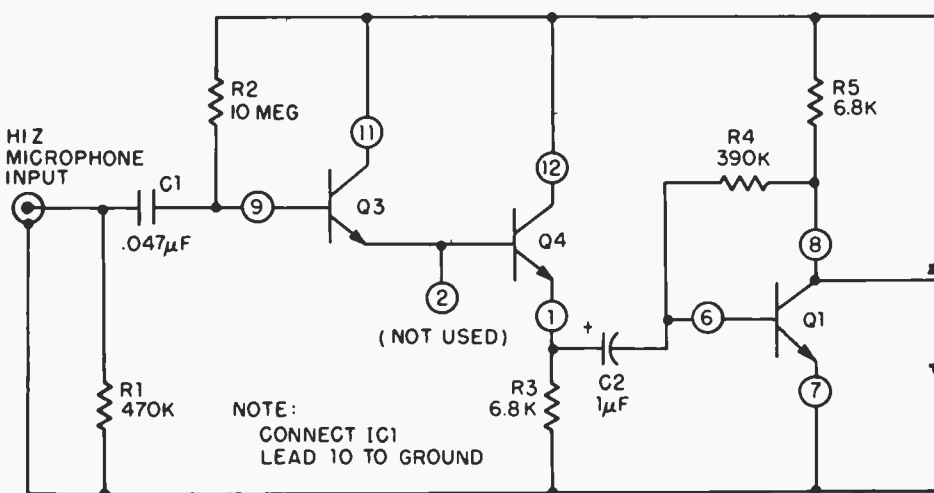 R2
10 MEG
HI Z
MICROPHONE
INPUT
C1
.047µF
9
11
Q3
2
(NOT USED)
12
Q4
1
+
C2
1µF
R3
6.8K
R1
470K
NOTE:
CONNECT IC1
LEAD 10 TO GROUND
R4
390K
R5
6.8K
8
6
Q1
7